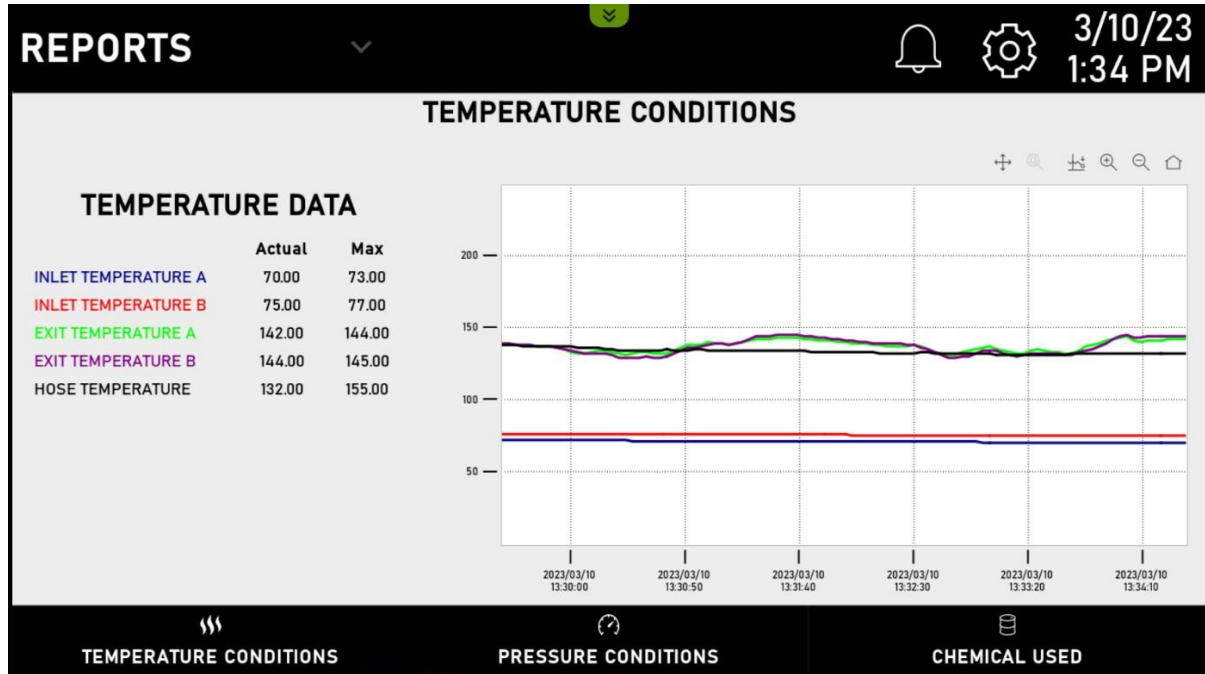 REPORTS
3/10/23
1:34 PM
TEMPERATURE CONDITIONS
TEMPERATURE DATA
Actual Max
INLET TEMPERATURE A 70.00 73.00
INLET TEMPERATURE B 75.00 77.00
EXIT TEMPERATURE A 142.00 144.00
EXIT TEMPERATURE B 144.00 145.00
HOSE TEMPERATURE 132.00 155.00
200
150
100
50
2023/03/10 2023/03/10 2023/03/10 2023/03/10 2023/03/10 2023/03/10
13:30:00 13:30:50 13:31:40 13:32:30 13:33:20 13:34:10
TEMPERATURE CONDITIONS PRESSURE CONDITIONS CHEMICAL USED